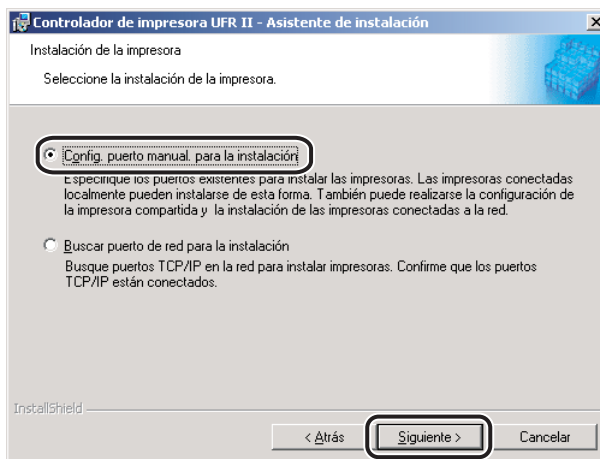 Controlador de impresora UFR II - Asistente de instalación
Instalación de la impresora
Seleccione la instalación de la impresora.
Config. puerto manual. para la instalación
Especifique los puertos existentes para instalar las impresoras. Las impresoras conectadas
localmente pueden instalarse de esta forma. También puede realizarse la configuración de
la impresora compartida y la instalación de las impresoras conectadas a la red.
Buscar puerto de red para la instalación
Busque puertos TCP/IP en la red para instalar impresoras. Confirme que los puertos
TCP/IP están conectados.
InstallShield
< Atrás Siguiente > Cancelar